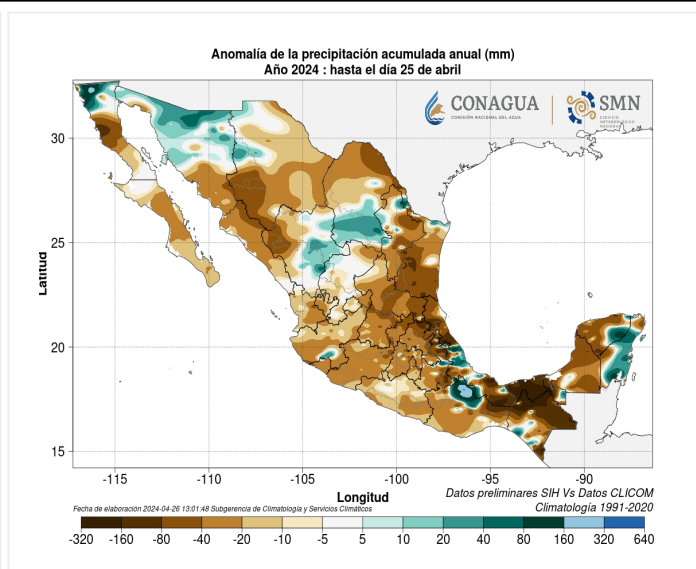 Anomalía de la precipitación acumulada anual (mm)
Año 2024 : hasta el día 25 de abril
CONAGUA
COMISIÓN NACIONAL DEL AGUA
SMN
SERVICIO
METEOROLÓGICO
NACIONAL
30
25
20
15
Latitud
-115 -110 -105 -100 -95 -90
Longitud
Datos preliminares SIH Vs Datos CLICOM
Fecha de elaboración 2024-04-26 13:01:48 Subgerencia de Climatología y Servicios Climáticos
Climatología 1991-2020
-320 -160 -80 -40 -20 -10 -5 5 10 20 40 80 160 320 640